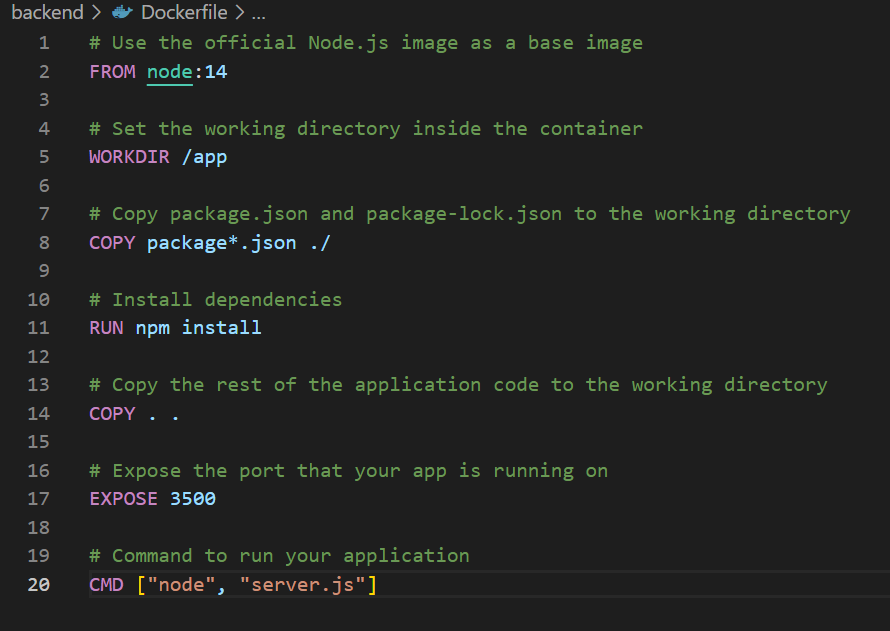 backend > Dockerfile > ...
1 # Use the official Node.js image as a base image
2 FROM node:14
3
4 # Set the working directory inside the container
5 WORKDIR /app
6
7 # Copy package.json and package-lock.json to the working directory
8 COPY package*.json ./
9
10 # Install dependencies
11 RUN npm install
12
13 # Copy the rest of the application code to the working directory
14 COPY . .
15
16 # Expose the port that your app is running on
17 EXPOSE 3500
18
19 # Command to run your application
20 CMD ["node", "server.js"]